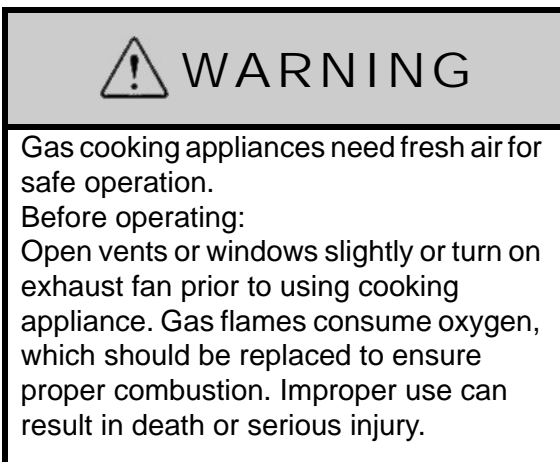 WARNING
Gas cooking appliances need fresh air for
safe operation.
Before operating:
Open vents or windows slightly or turn on
exhaust fan prior to using cooking
appliance. Gas flames consume oxygen,
which should be replaced to ensure
proper combustion. Improper use can
result in death or serious injury.